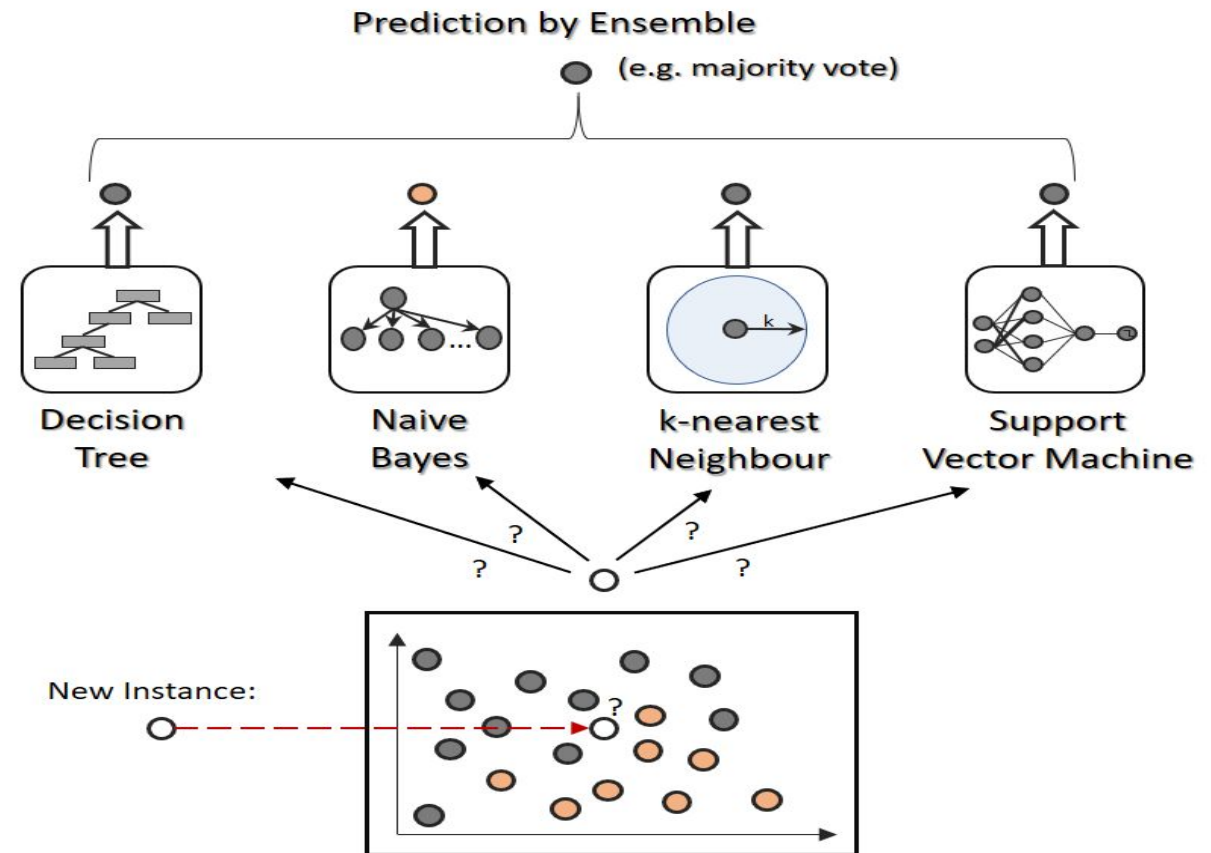 Prediction by Ensemble
(e.g. majority vote)
k
...
Decision
Tree
Naive
Bayes
k-nearest
Neighbour
Support
Vector Machine
?
?
?
?
New Instance:
?